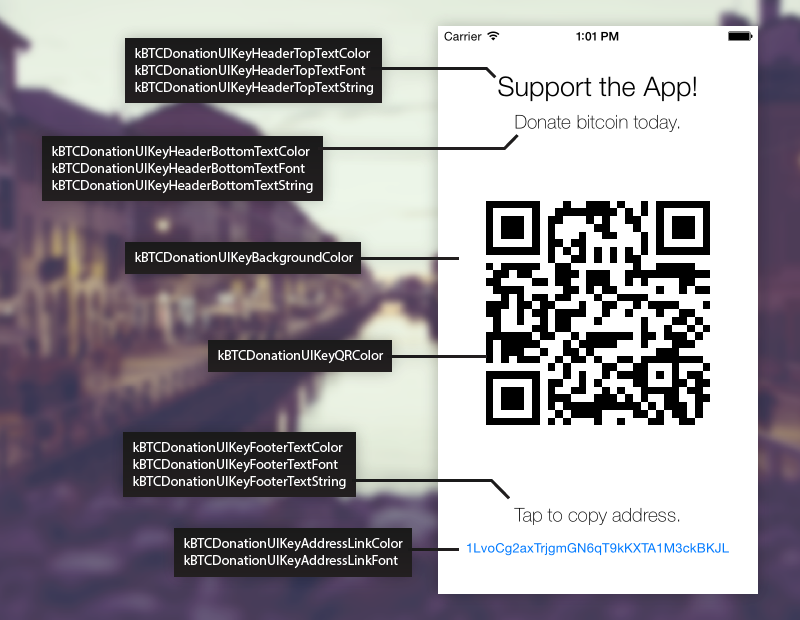 kBTCDonationUIKeyHeaderTopTextColor
kBTCDonationUIKeyHeaderTopTextFont
kBTCDonationUIKeyHeaderTopTextString
kBTCDonationUIKeyHeaderBottomTextColor
kBTCDonationUIKeyHeaderBottomTextFont
kBTCDonationUIKeyHeaderBottomTextString
kBTCDonationUIKeyBackgroundColor
kBTCDonationUIKeyQRColor
kBTCDonationUIKeyFooterTextColor
kBTCDonationUIKeyFooterTextFont
kBTCDonationUIKeyFooterTextString
kBTCDonationUIKeyAddressLinkColor
kBTCDonationUIKeyAddressLinkFont
Carrier 1:01 PM
Support the App!
Donate bitcoin today.
Tap to copy address.
1LvoCg2axTrjgmGN6qT9kKXTA1M3ckBKJL